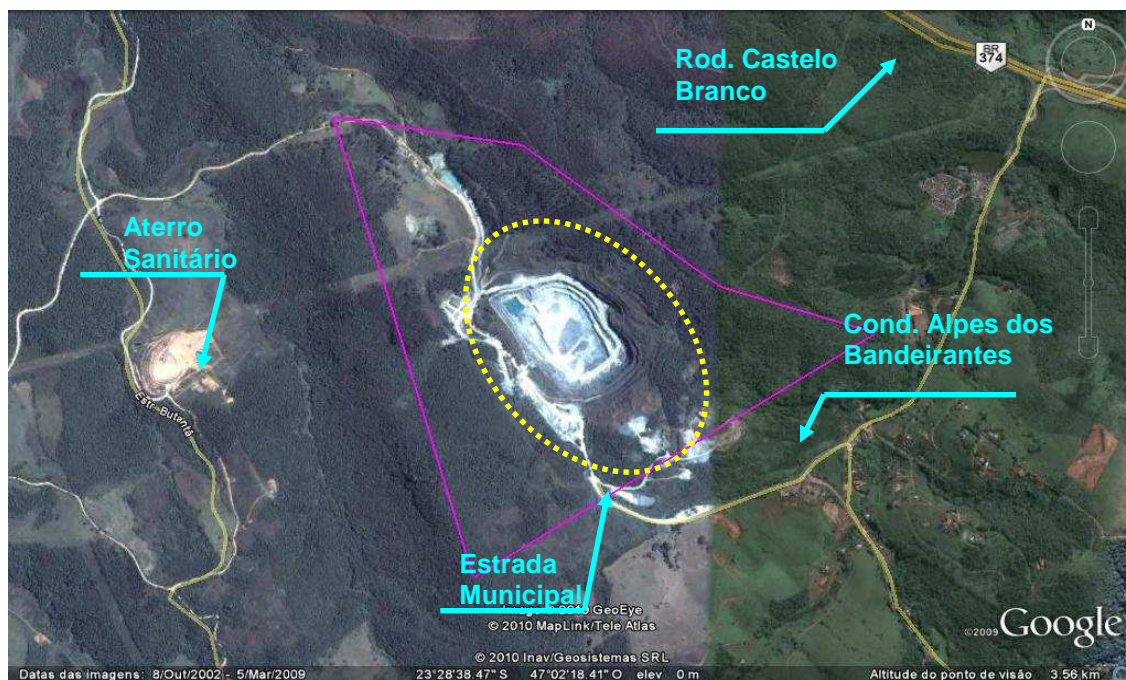 N
BR
374
Rod. Castelo
Branco
Aterro
Sanitário
Cond. Alpes dos
Bandeirantes
Estr. Butantã
Estrada
Municipal
Image © 2010 GeoEye
© 2010 MapLink/Tele Atlas
©2009 Google
© 2010 Inav/Geosistemas SRL
Datas das imagens: 8/Out/2002 - 5/Mar/2009 23°28'38.47" S 47°02'18.41" O elev 0 m Altitude do ponto de visão 3.56 km